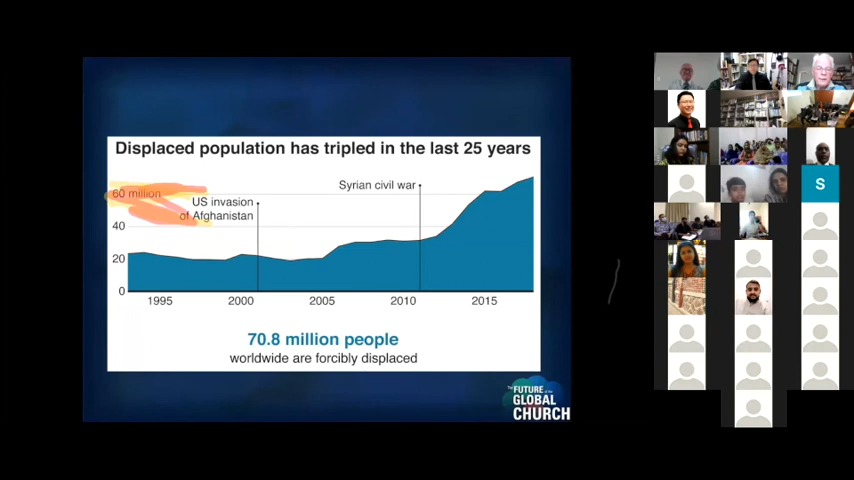 Displaced population has tripled in the last 25 years
60 million
US invasion
of Afghanistan
Syrian civil war
40
20
0
1995
2000
2005
2010
2015
70.8 million people
worldwide are forcibly displaced
THE FUTURE of the
GLOBAL
CHURCH
S